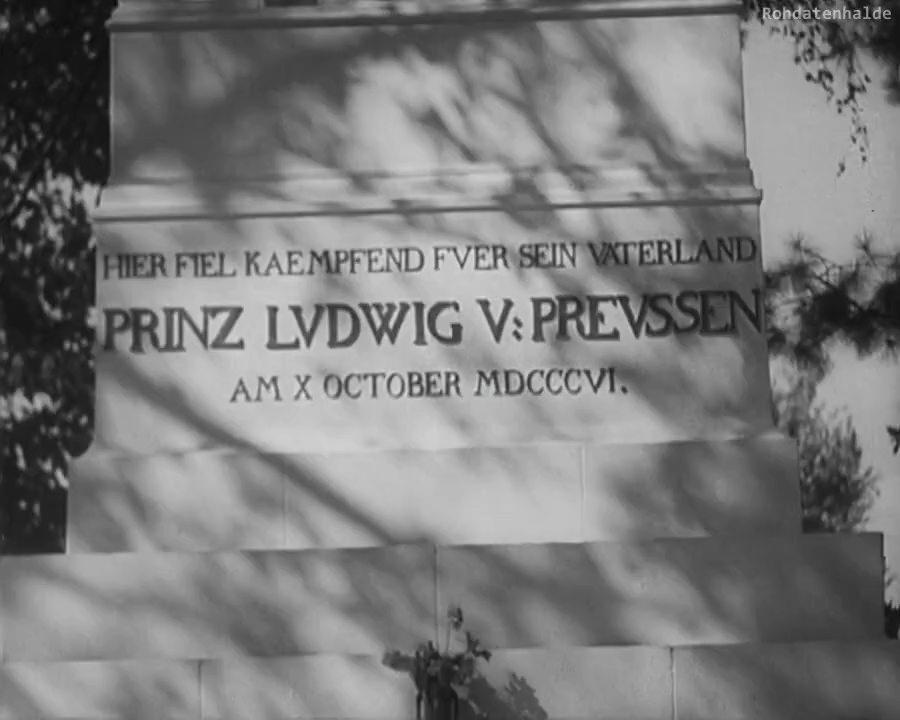 Rohdatenhalde
HIER FIEL KAEMPFEND FVER SEIN VATERLAND
PRINZ LVDWIG V: PREVSSEN
AM X OCTOBER MDCCCVI.